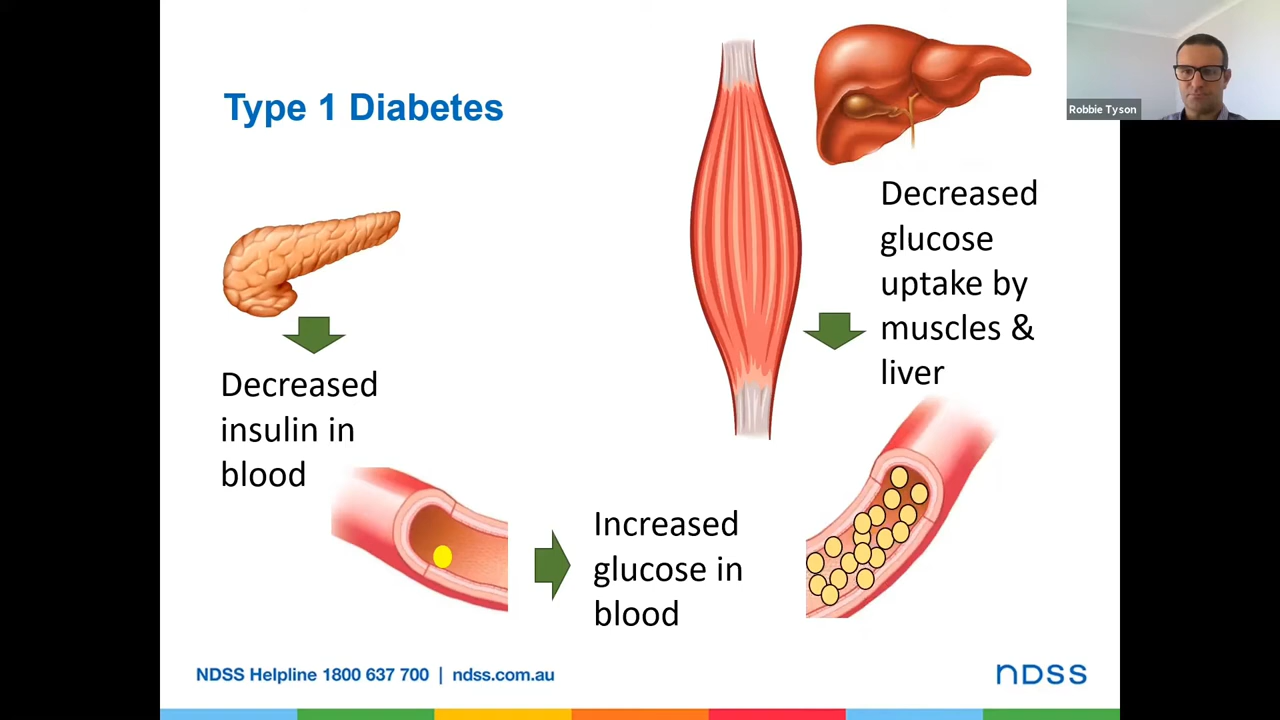 Type 1 Diabetes
Robbie Tyson
Decreased
glucose
uptake by
muscles &
liver
Decreased
insulin in
blood
Increased
glucose in
blood
NDSS Helpline 1800 637 700 | ndss.com.au
ndss